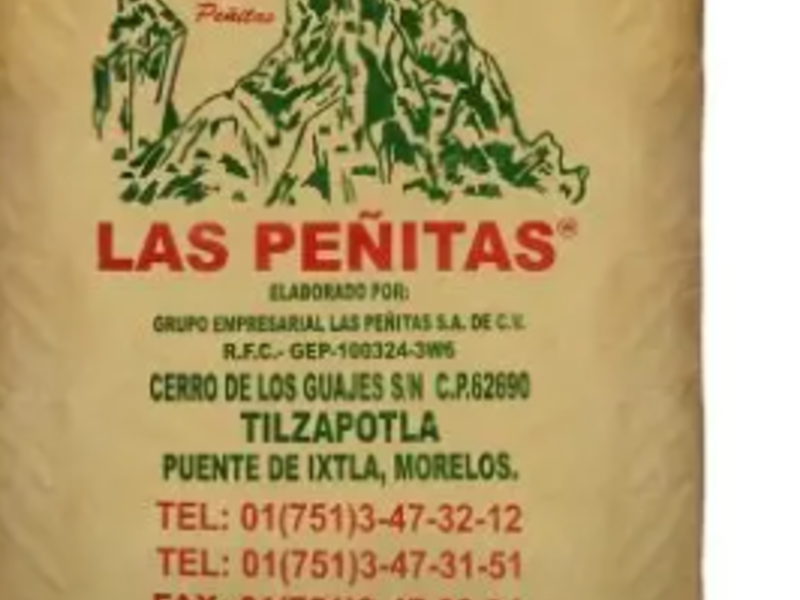 Peñitas
LAS PEÑITAS®
ELABORADO POR:
GRUPO EMPRESARIAL LAS PEÑITAS S.A. DE C.V.
R.F.C.- GEP-100324-3W6
CERRO DE LOS GUAJES S/N C.P.62690
TILZAPOTLA
PUENTE DE IXTLA, MORELOS.
TEL: 01(751)3-47-32-12
TEL: 01(751)3-47-31-51